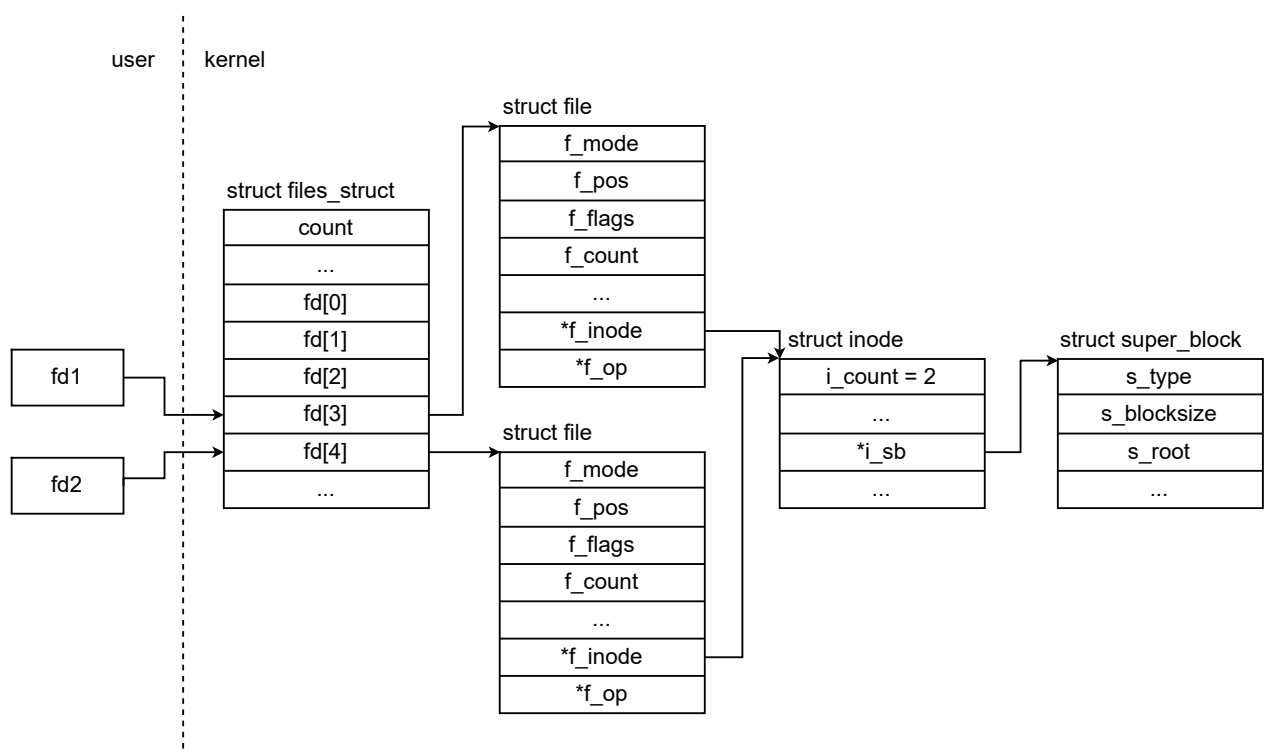 user
kernel
fd1
fd2
struct files_struct
count
...
fd[0]
fd[1]
fd[2]
fd[3]
fd[4]
...
struct file
f_mode
f_pos
f_flags
f_count
...
*f_inode
*f_op
struct file
f_mode
f_pos
f_flags
f_count
...
*f_inode
*f_op
struct inode
i_count = 2
...
*i_sb
...
struct super_block
s_type
s_blocksize
s_root
...